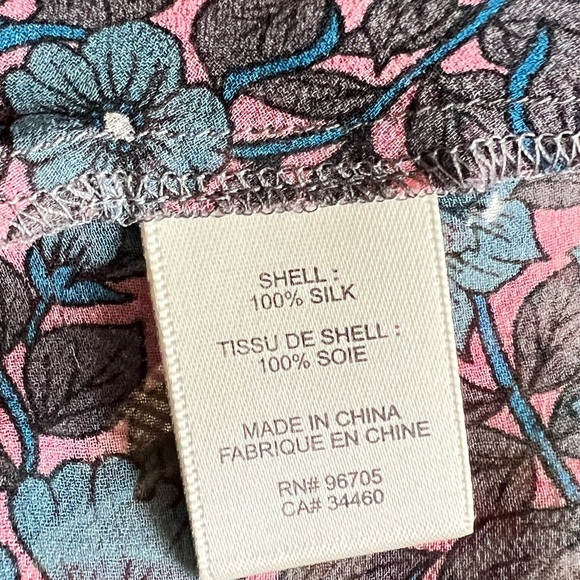 SHELL :
100% SILK
TISSU DE SHELL :
100% SOIE
MADE IN CHINA
FABRIQUE EN CHINE
RN# 96705
CA# 34460